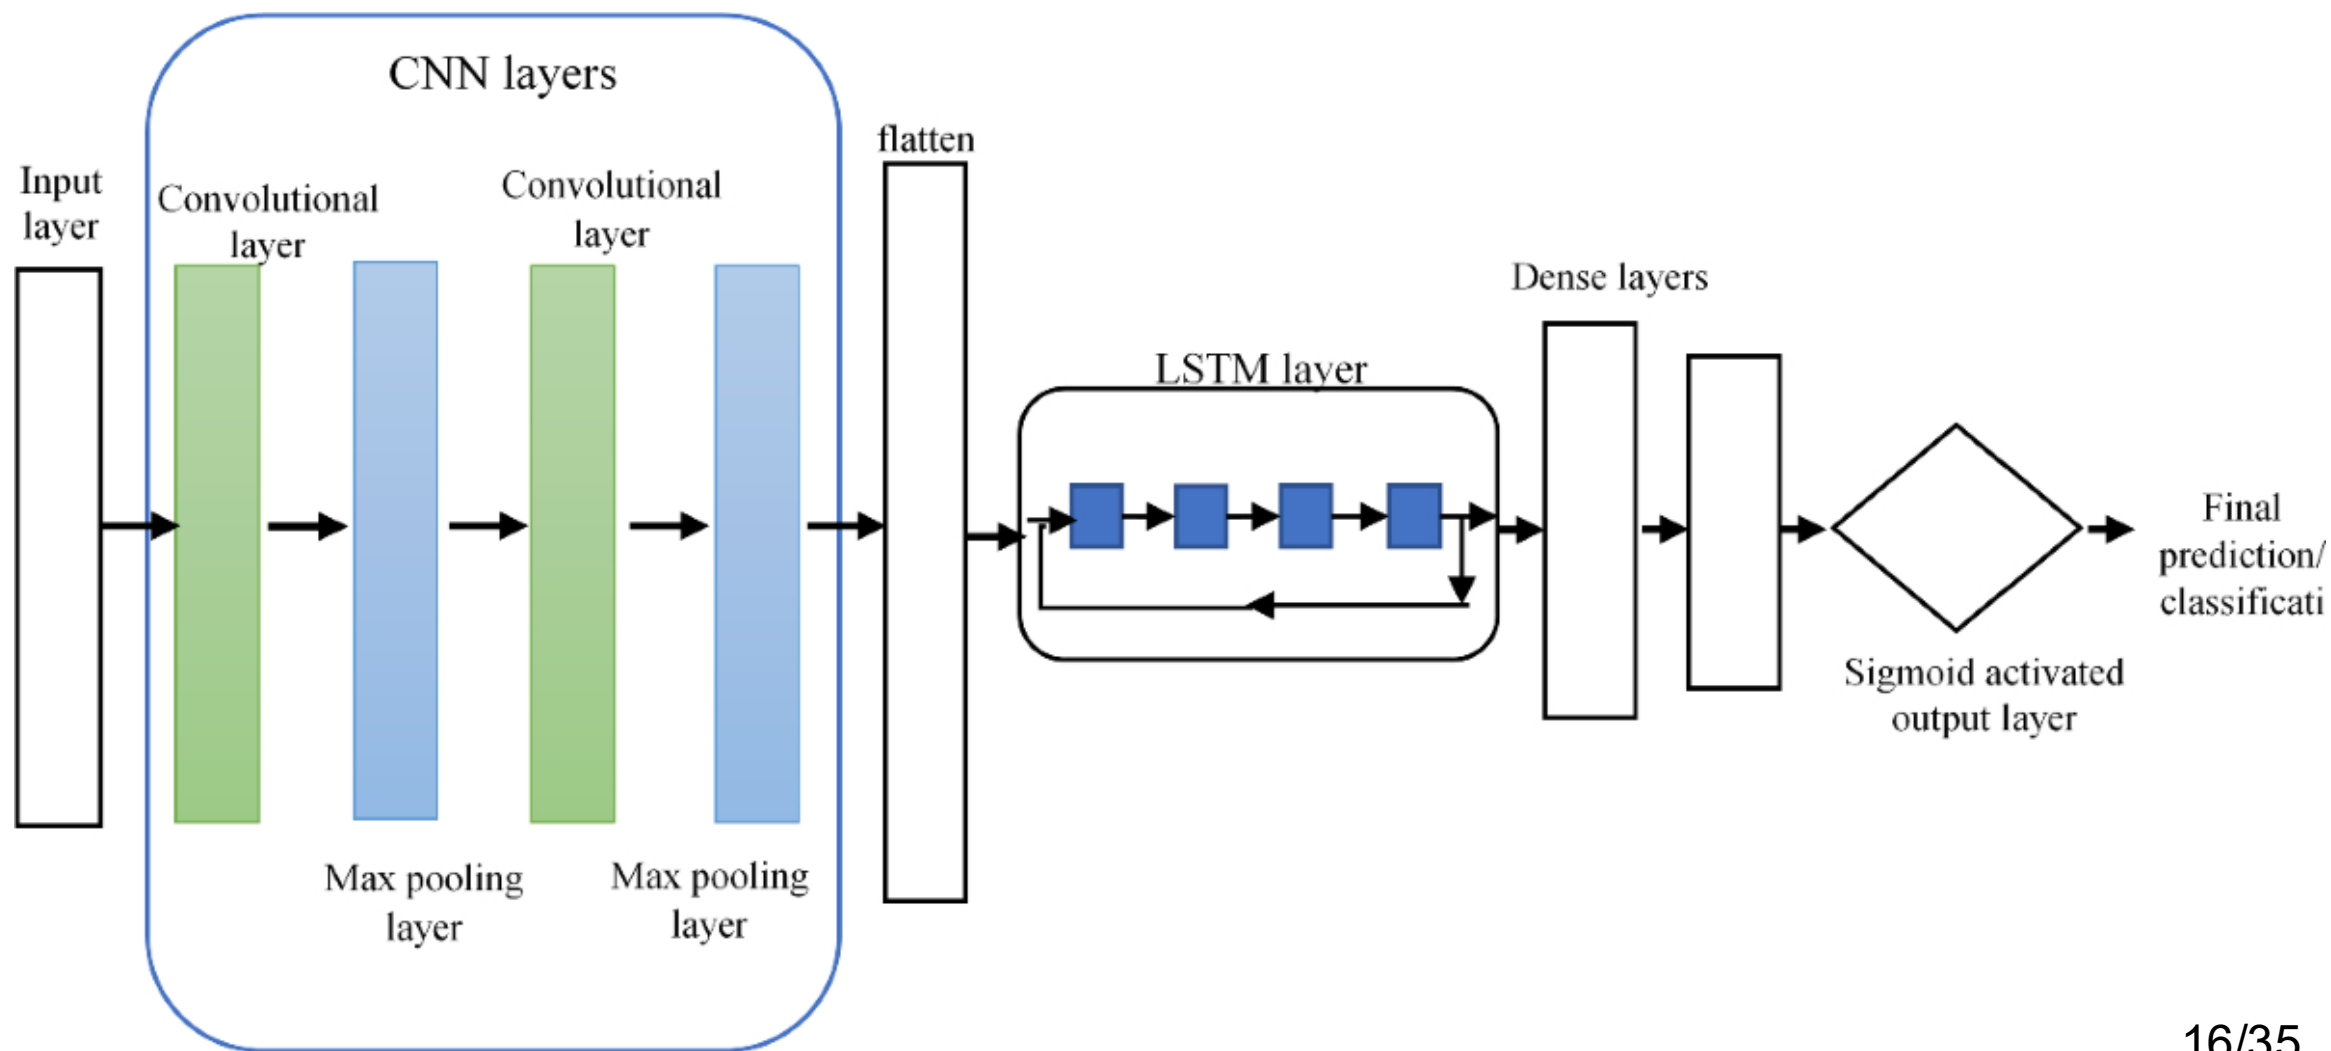 CNN layers
Input
layer
Convolutional
layer
Convolutional
layer
Max pooling
layer
Max pooling
layer
flatten
LSTM layer
Dense layers
Sigmoid activated
output layer
Final
prediction/
classificati
16/35